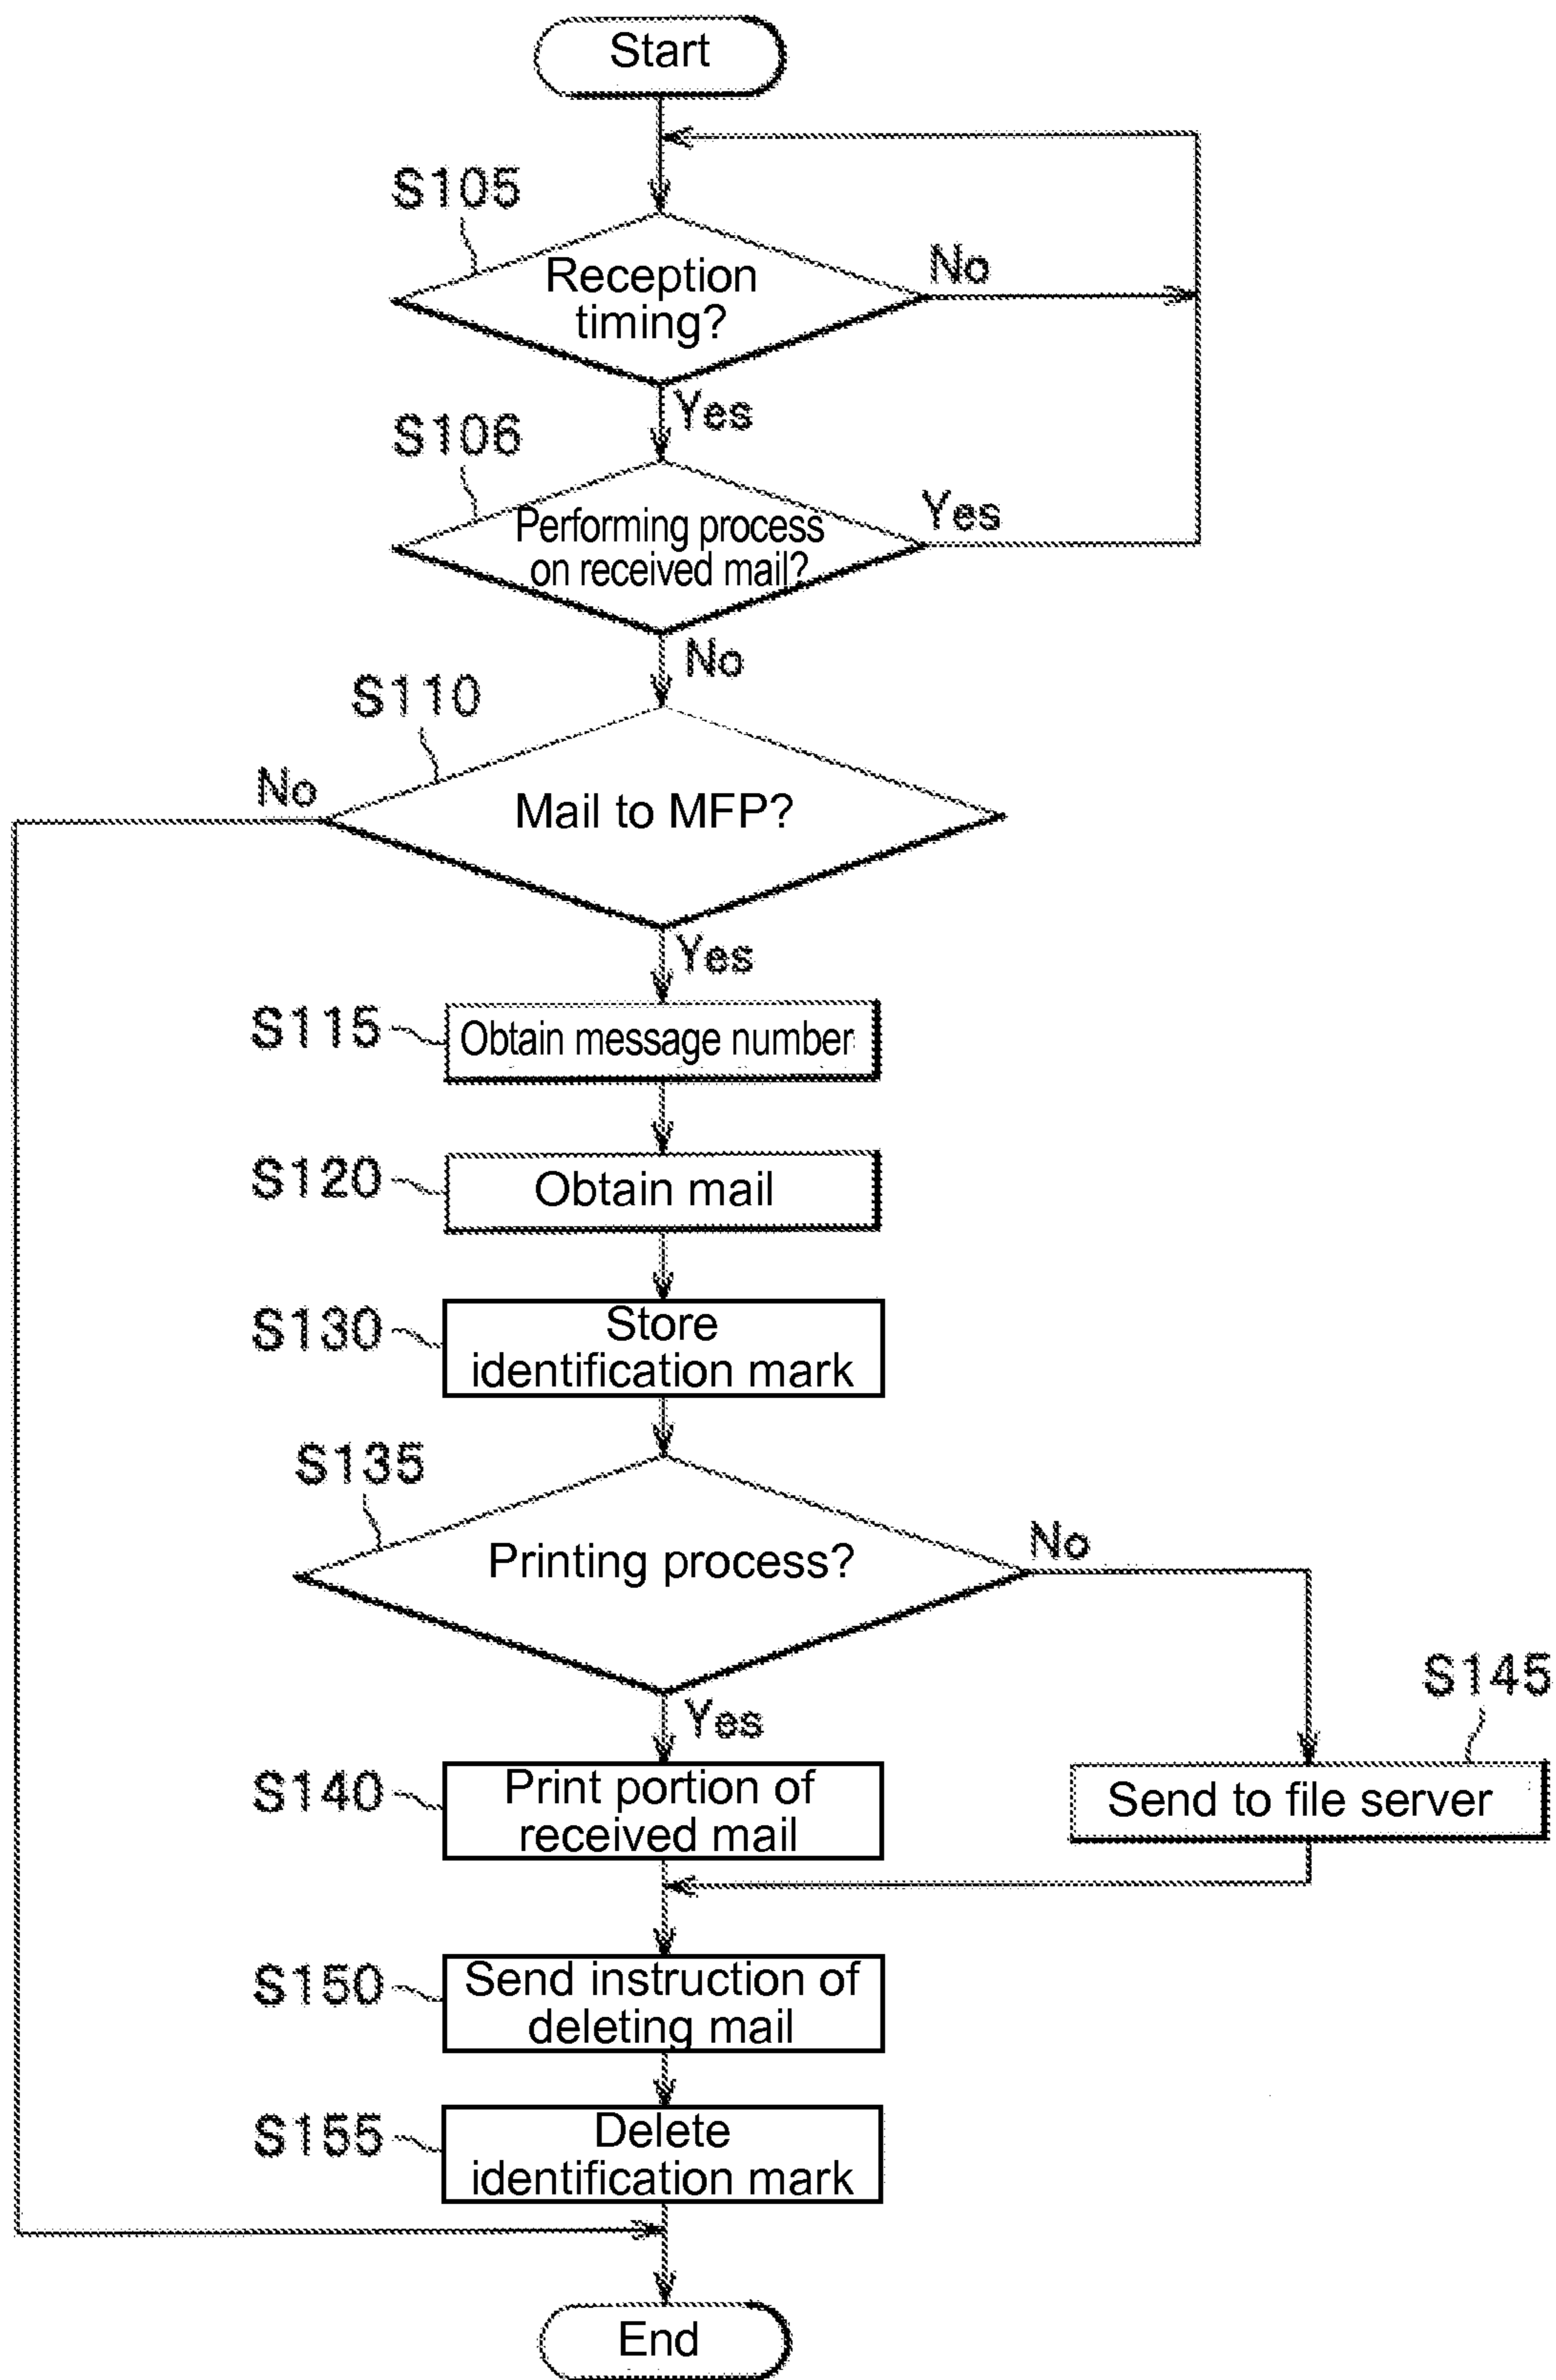 Start
S105
Reception
timing?
No
Yes
S106
Performing process
on received mail?
Yes
No
S110
No
Mail to MFP?
Yes
S115
Obtain message number
S120
Obtain mail
S130
Store
identification mark
S135
Printing process?
No
Yes
S145
S140
Print portion of
received mail
Send to file server
S150
Send instruction of
deleting mail
S155
Delete
identification mark
End